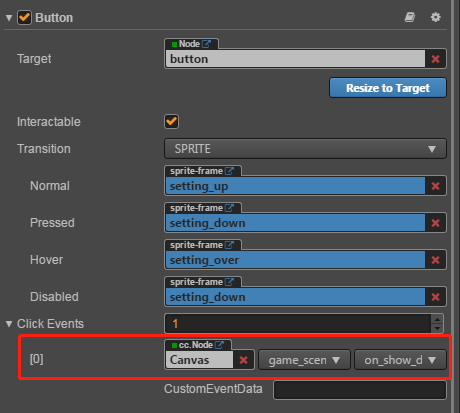 Button
Node
Target button
Resize to Target
Interactable
Transition SPRITE
sprite-frame
Normal setting_up
sprite-frame
Pressed setting_down
sprite-frame
Hover setting_over
sprite-frame
Disabled setting_down
Click Events 1
cc.Node
[0] Canvas game_scen on_show_d
CustomEventData